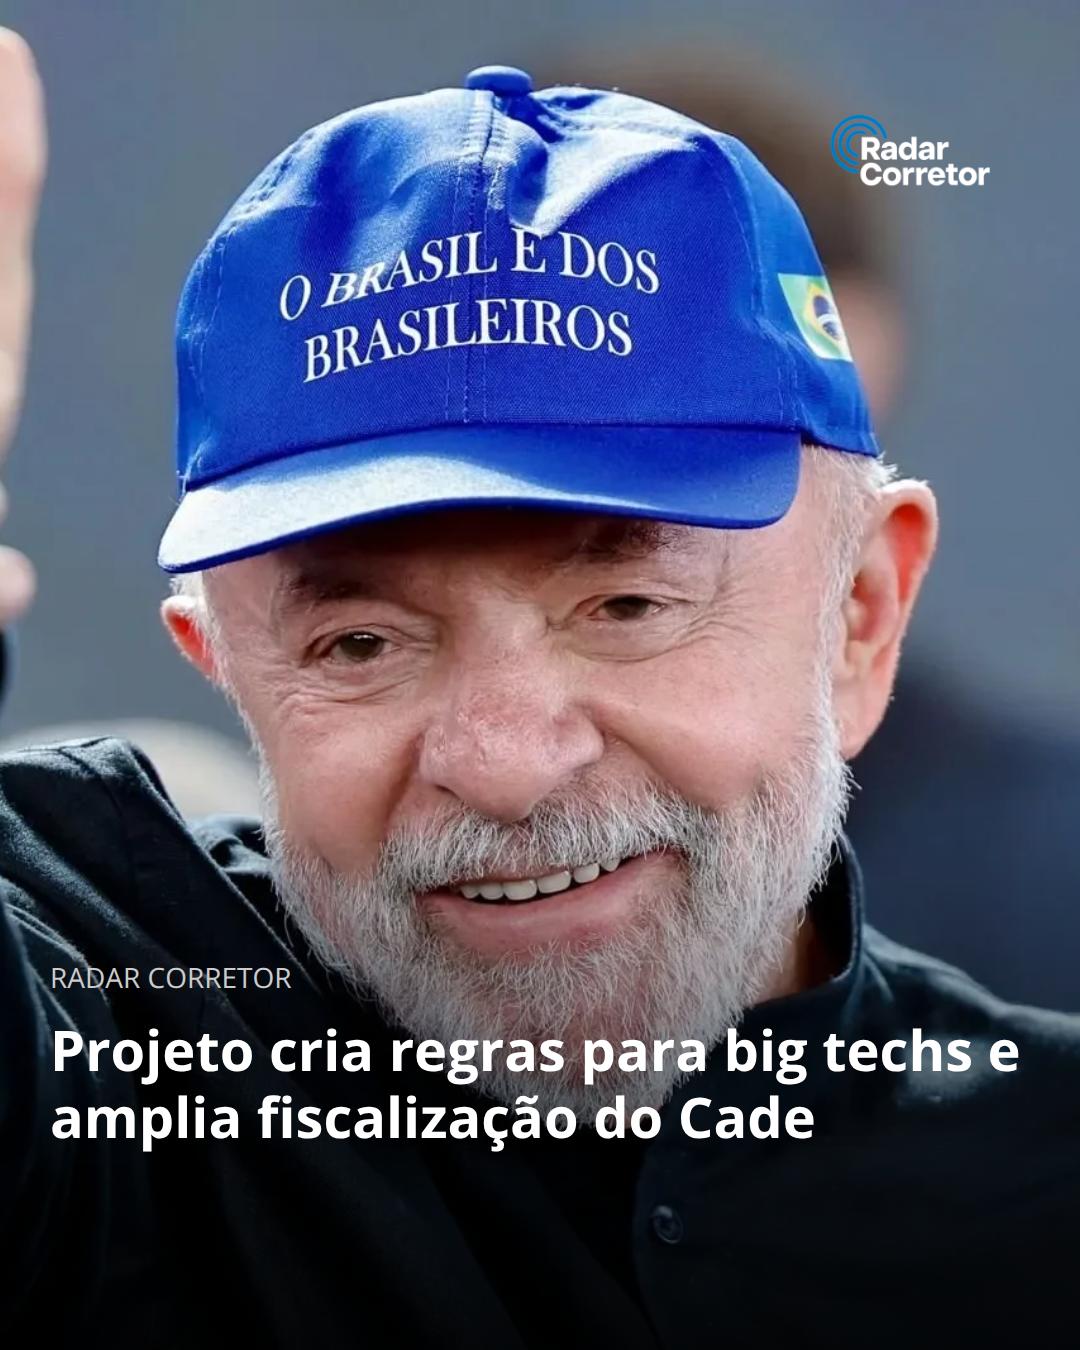 Radar
Corretor
O BRASIL É DOS
BRASILEIROS
RADAR CORRETOR
Projeto cria regras para big techs e
amplia fiscalização do Cade